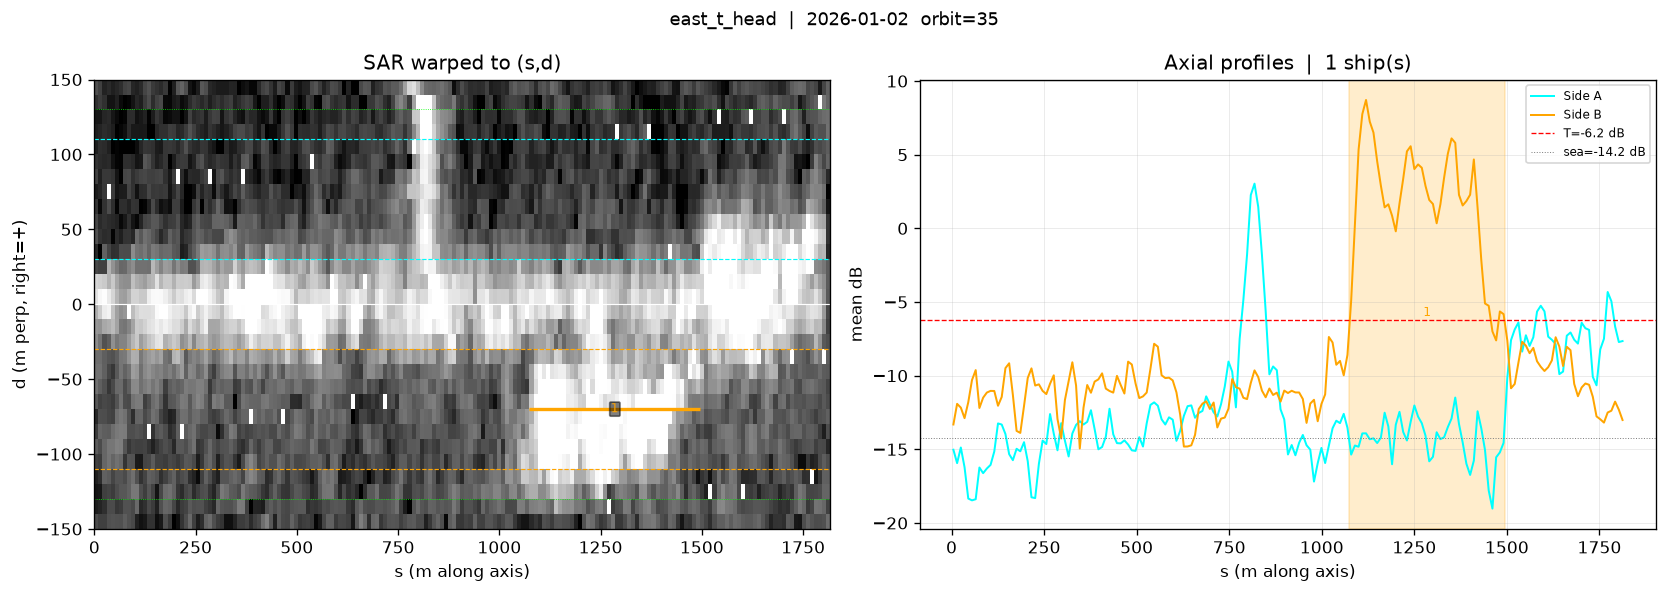 east_t_head  |  2026-01-02  orbit=35
SAR warped to (s,d)
150
100
50
0
−50
−100
−150
d (m perp, right=+)
0
250
500
750
1000
1250
1500
1750
s (m along axis)
1
Axial profiles  |  1 ship(s)
10
5
0
−5
−10
−15
−20
mean dB
0
250
500
750
1000
1250
1500
1750
s (m along axis)
1
Side A
Side B
T=-6.2 dB
sea=-14.2 dB